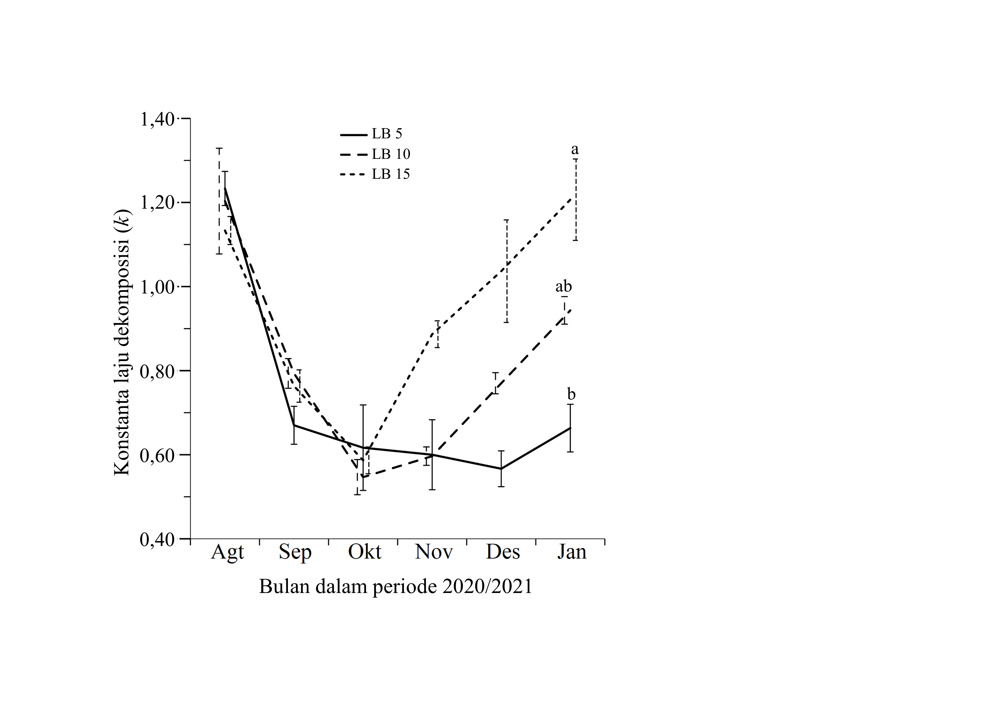 1,40
1,20
1,00
0,80
0,60
0,40
Konstanta laju dekomposisi (k)
LB 5
LB 10
LB 15
a
ab
b
Agt Sep Okt Nov Des Jan
Bulan dalam periode 2020/2021